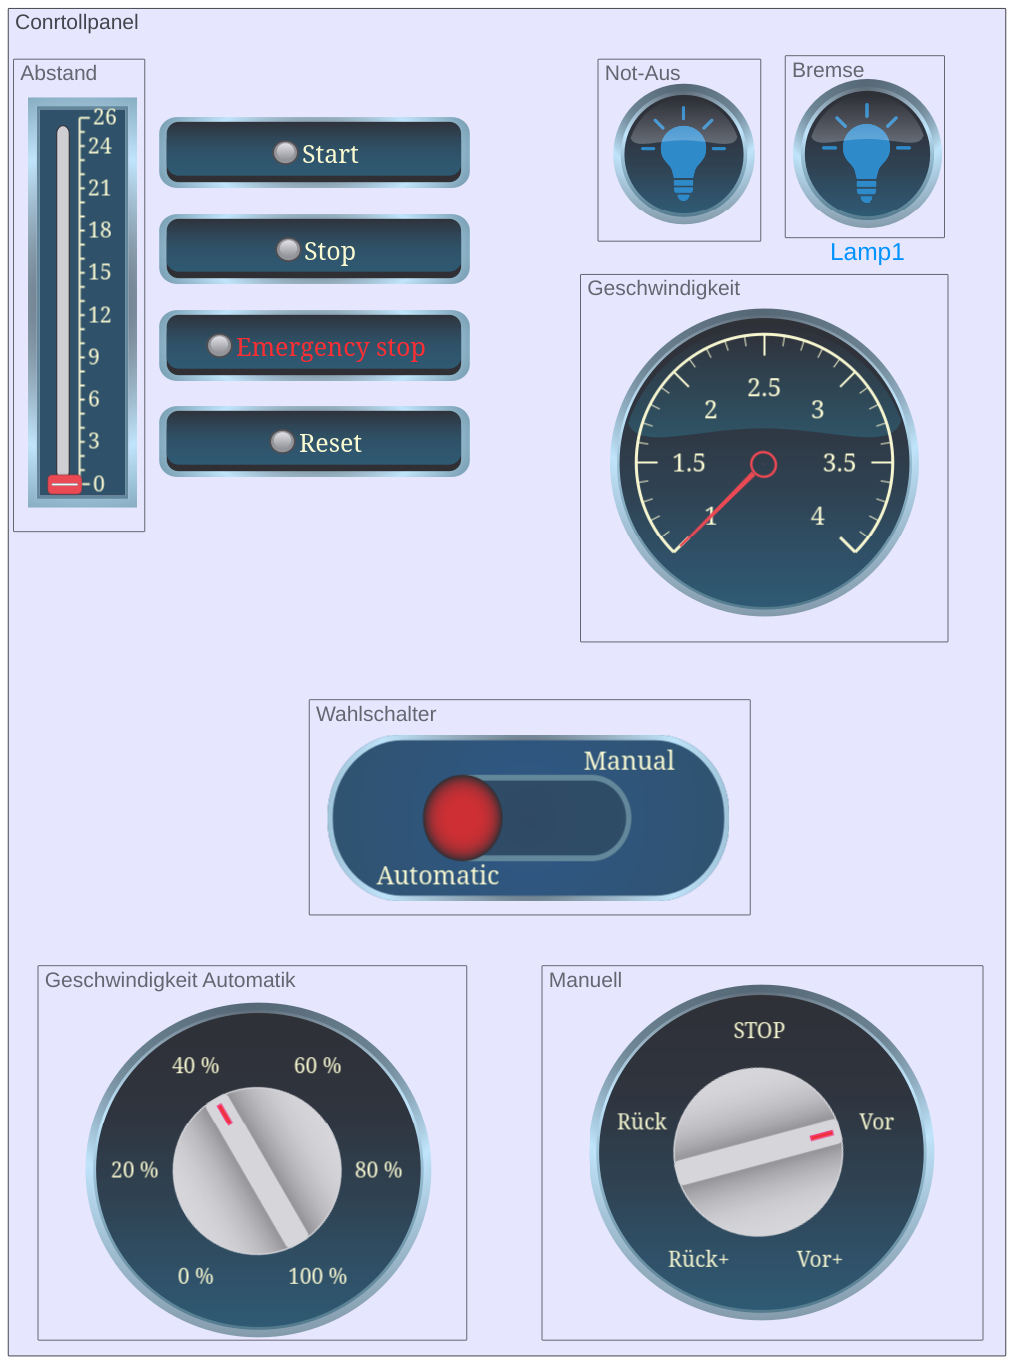 Conrtollpanel
Abstand
26
24
21
18
15
12
9
6
3
0
Start
Stop
Emergency stop
Reset
Not-Aus
Bremse
Lamp1
Geschwindigkeit
1
1.5
2
2.5
3
3.5
4
Wahlschalter
Manual
Automatic
Geschwindigkeit Automatik
40 %
60 %
20 %
80 %
0 %
100 %
Manuell
STOP
Rück
Vor
Rück+
Vor+